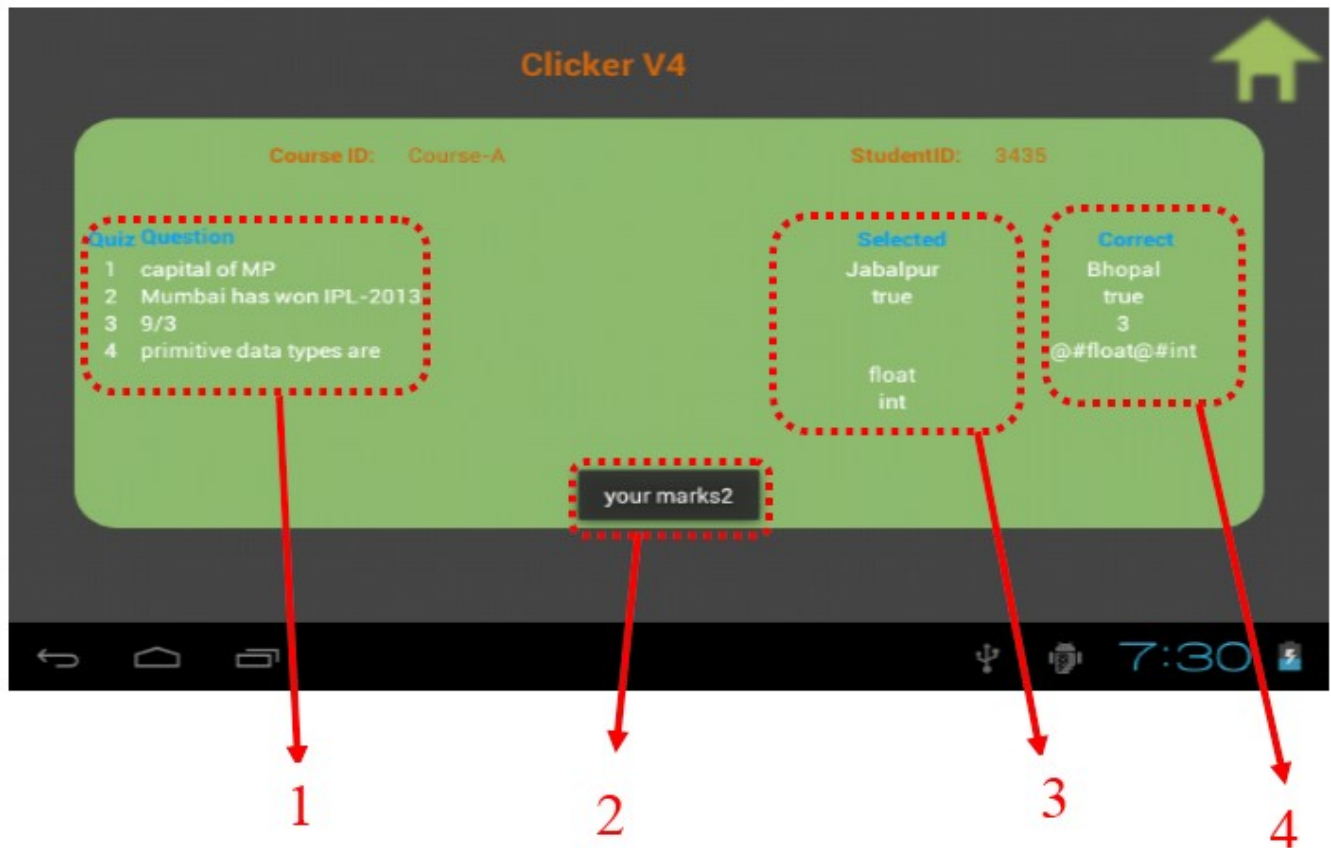 Clicker V4
Course ID: Course-A StudentID: 3435
Quiz Question Selected Correct
1 capital of MP Jabalpur Bhopal
2 Mumbai has won IPL-2013 true true
3 9/3 3
4 primitive data types are @#float@#int
float
int
your marks2
7:30
1 2 3 4